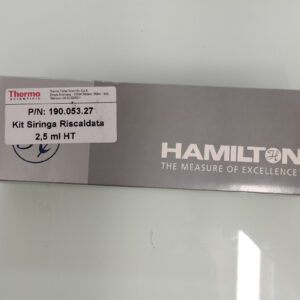 Thermo
SCIENTIFIC
P/N: 190.053.27
Kit Siringa Riscaldata
2,5 ml HT
HAMILTON
THE MEASURE OF EXCELLENCE